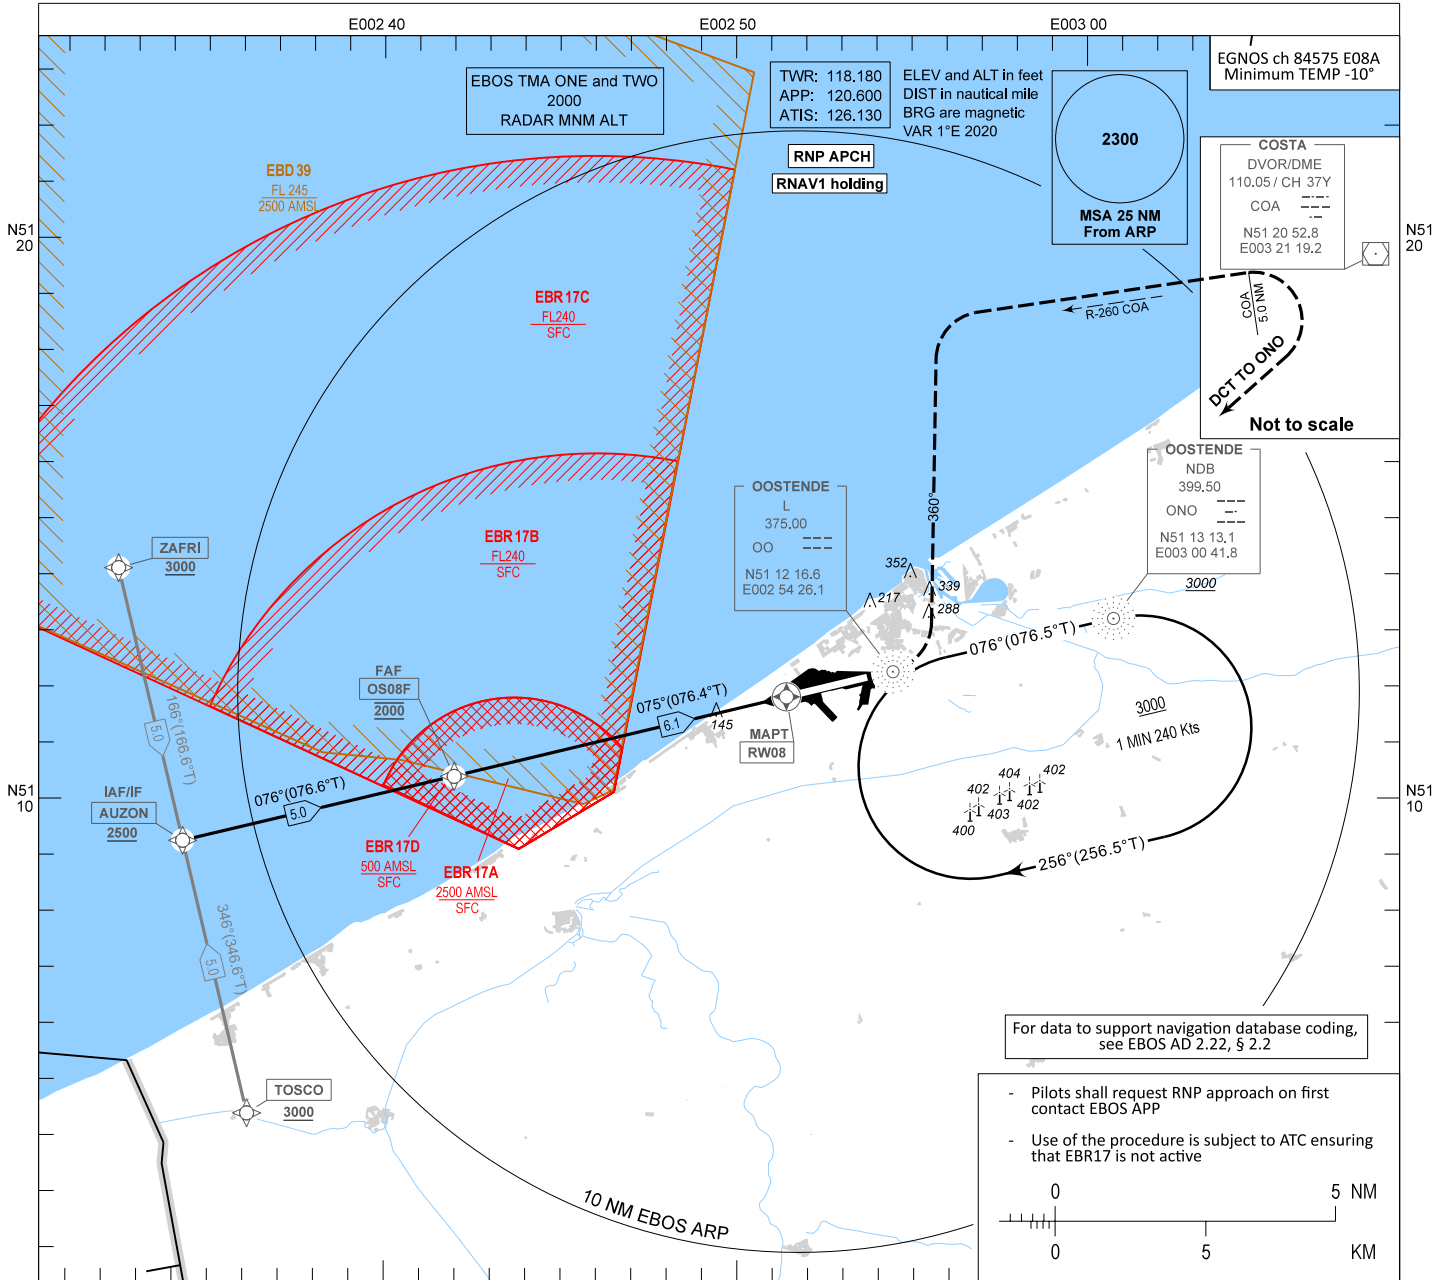 E002 40
E002 50
E003 00
EGNOS ch 84575 E08A
Minimum TEMP -10°
EBOS TMA ONE and TWO
2000
RADAR MNM ALT
TWR: 118.180
APP: 120.600
ATIS: 126.130
ELEV and ALT in feet
DIST in nautical mile
BRG are magnetic
VAR 1°E 2020
RNP APCH
RNAV1 holding
2300
MSA 25 NM
From ARP
COSTA
DVOR/DME
110.05 / CH 37Y
COA
N51 20 52.8
E003 21 19.2
EBD 39
FL 245
2500 AMSL
N51
20
N51
20
EBR 17C
FL240
SFC
R-260 COA
COA
5.0 NM
DCT TO ONO
Not to scale
OOSTENDE
NDB
399.50
ONO
N51 13 13.1
E003 00 41.8
3000
OOSTENDE
L
375.00
OO
N51 12 16.6
E002 54 26.1
360°
EBR 17B
FL240
SFC
ZAFRI
3000
352
339
217
288
076°(076.5°T)
FAF
OS08F
2000
075°(076.4°T)
6.1
145
MAPT
RW08
3000
1 MIN 240 Kts
166°(166.6°T)
5.0
402
404
402
402
403
400
256°(256.5°T)
IAF/IF
AUZON
2500
076°(076.6°T)
5.0
N51
10
N51
10
EBR 17D
500 AMSL
SFC
EBR 17A
2500 AMSL
SFC
346°(346.6°T)
5.0
TOSCO
3000
10 NM EBOS ARP
For data to support navigation database coding,
see EBOS AD 2.22, § 2.2
- Pilots shall request RNP approach on first
contact EBOS APP
- Use of the procedure is subject to ATC ensuring
that EBR17 is not active
0 5 NM
0 5 KM